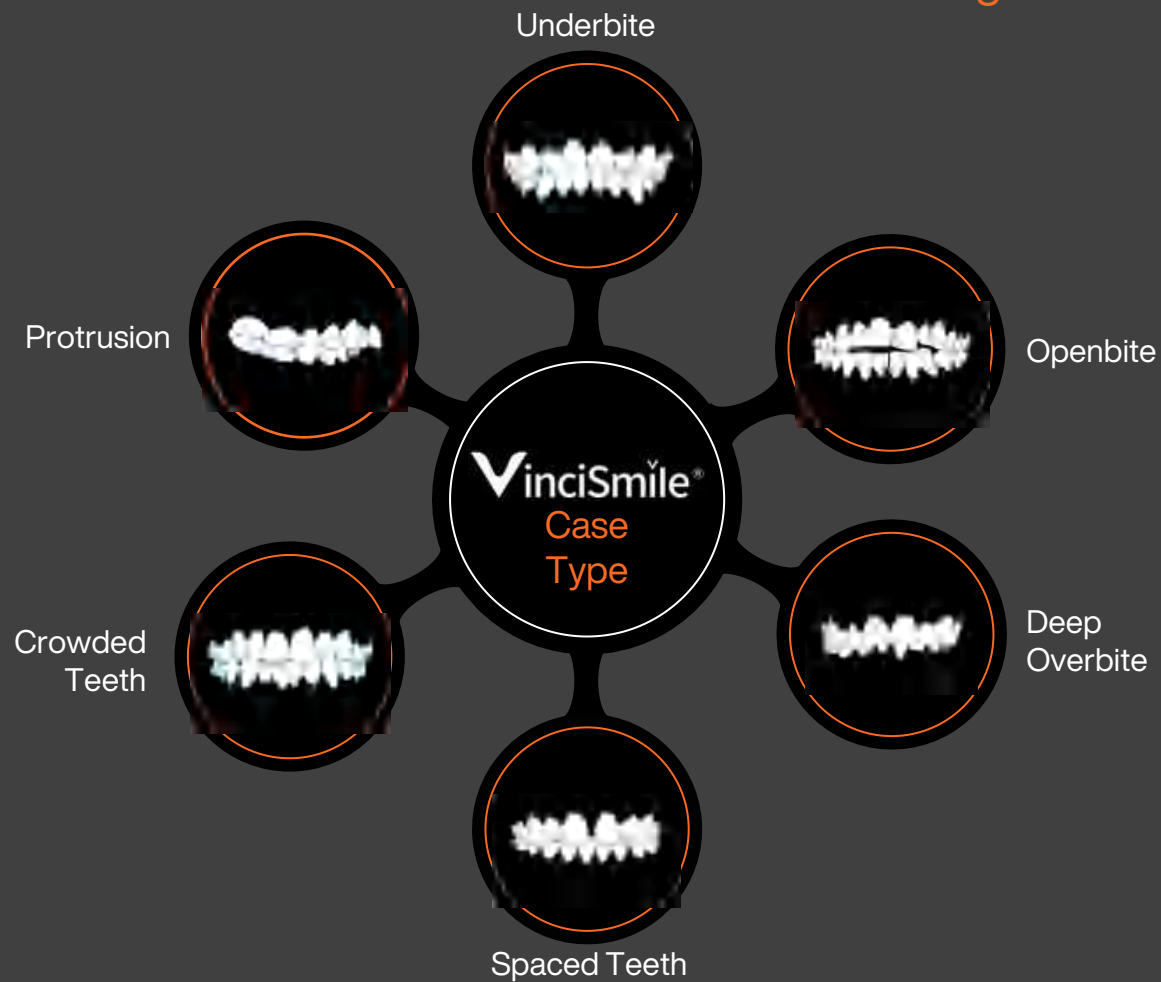 g
Underbite
Protrusion
Openbite
VinciSmile®
Case
Type
Crowded
Teeth
Deep
Overbite
Spaced Teeth